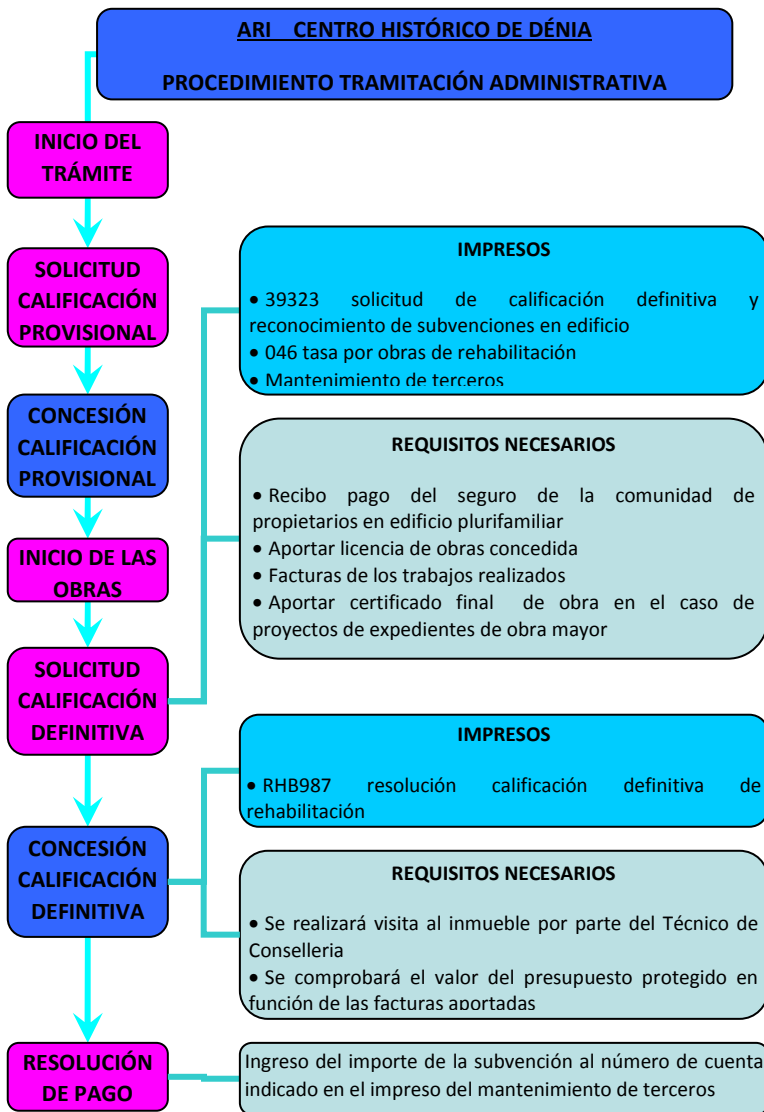 ARI CENTRO HISTÓRICO DE DÉNIA
PROCEDIMIENTO TRAMITACIÓN ADMINISTRATIVA
INICIO DEL
TRÁMITE
SOLICITUD
CALIFICACIÓN
PROVISIONAL
CONCESIÓN
CALIFICACIÓN
PROVISIONAL
INICIO DE LAS
OBRAS
SOLICITUD
CALIFICACIÓN
DEFINITIVA
IMPRESOS
• 39323 solicitud de calificación definitiva y
reconocimiento de subvenciones en edificio
• 046 tasa por obras de rehabilitación
• Mantenimiento de terceros
REQUISITOS NECESARIOS
• Recibo pago del seguro de la comunidad de
propietarios en edificio plurifamiliar
• Aportar licencia de obras concedida
• Facturas de los trabajos realizados
• Aportar certificado final de obra en el caso de
proyectos de expedientes de obra mayor
CONCESIÓN
CALIFICACIÓN
DEFINITIVA
IMPRESOS
• RHB987 resolución calificación definitiva de
rehabilitación
REQUISITOS NECESARIOS
• Se realizará visita al inmueble por parte del Técnico de
Conselleria
• Se comprobará el valor del presupuesto protegido en
función de las facturas aportadas
RESOLUCIÓN
DE PAGO
Ingreso del importe de la subvención al número de cuenta
indicado en el impreso del mantenimiento de terceros